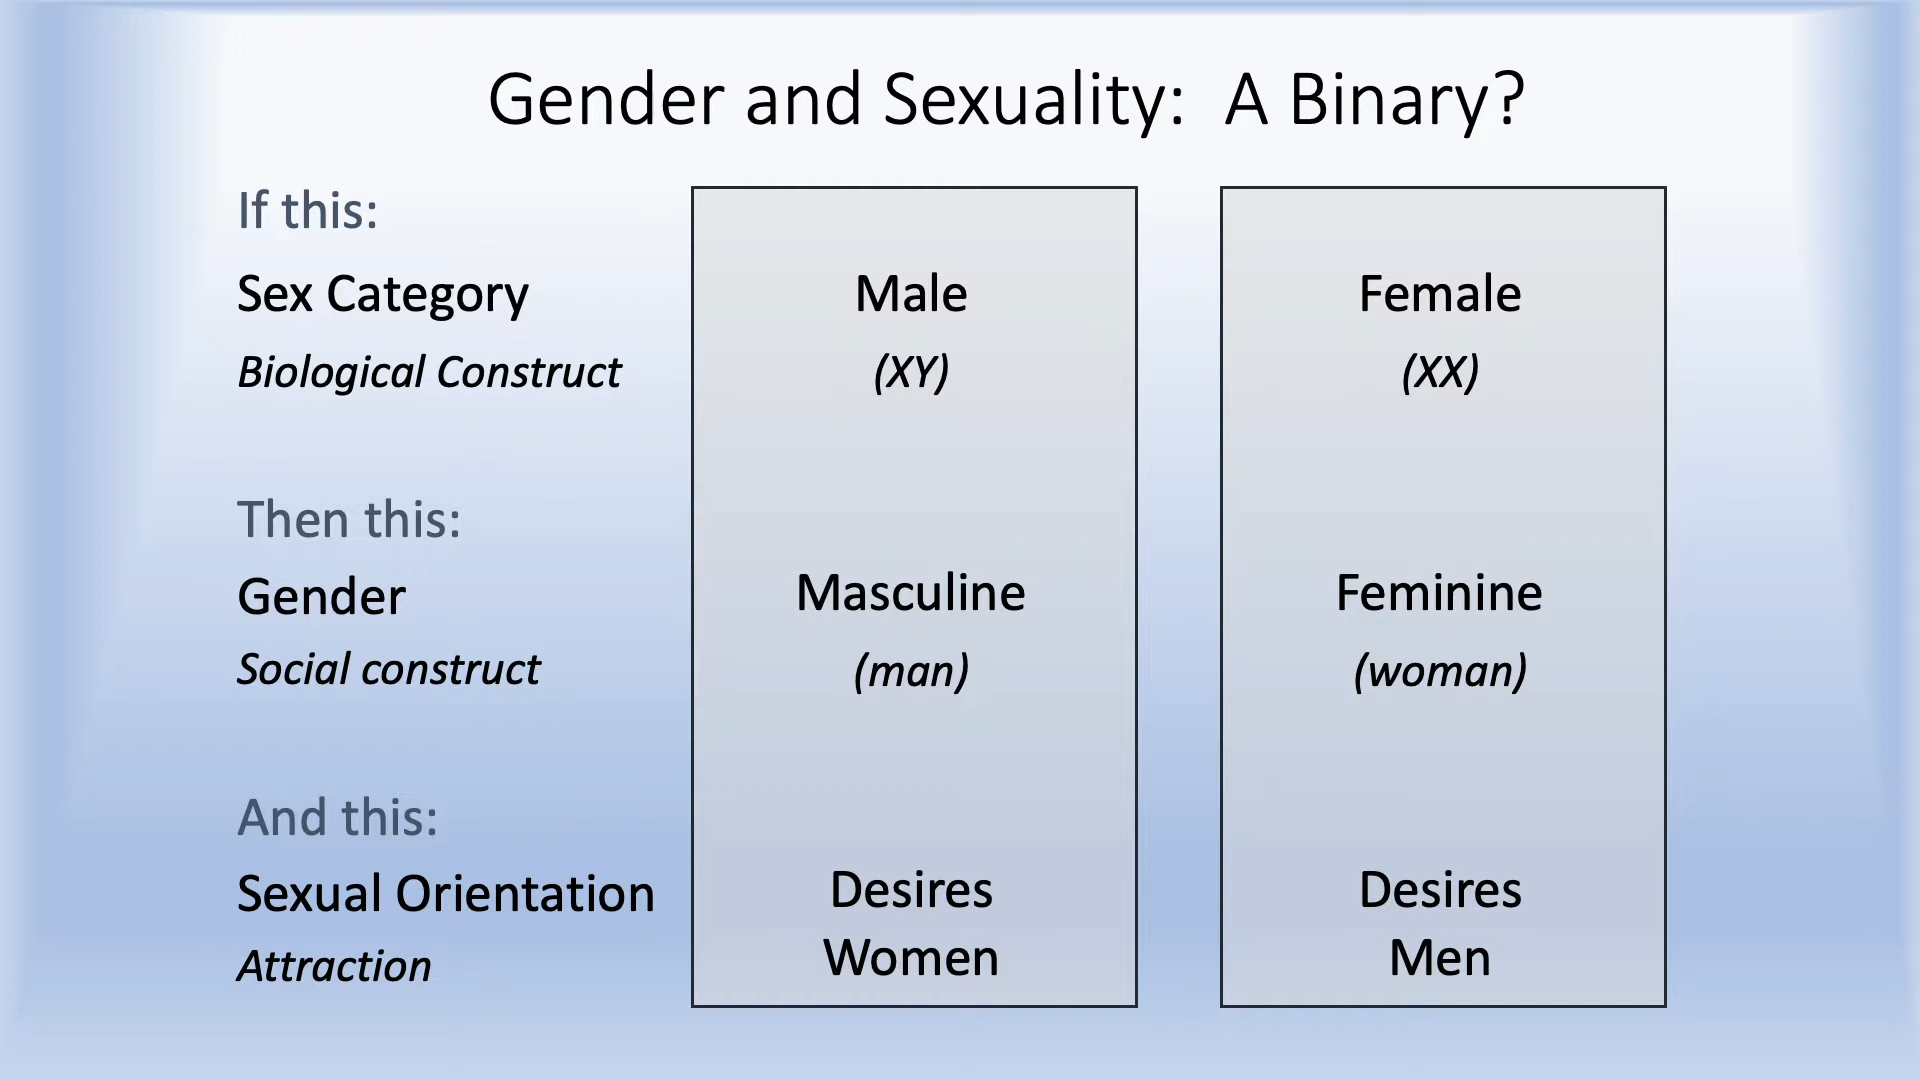 Gender and Sexuality: A Binary?
If this:
Sex Category Male Female
Biological Construct (XY) (XX)
Then this:
Gender Masculine Feminine
Social construct (man) (woman)
And this:
Sexual Orientation Desires Desires
Attraction Women Men